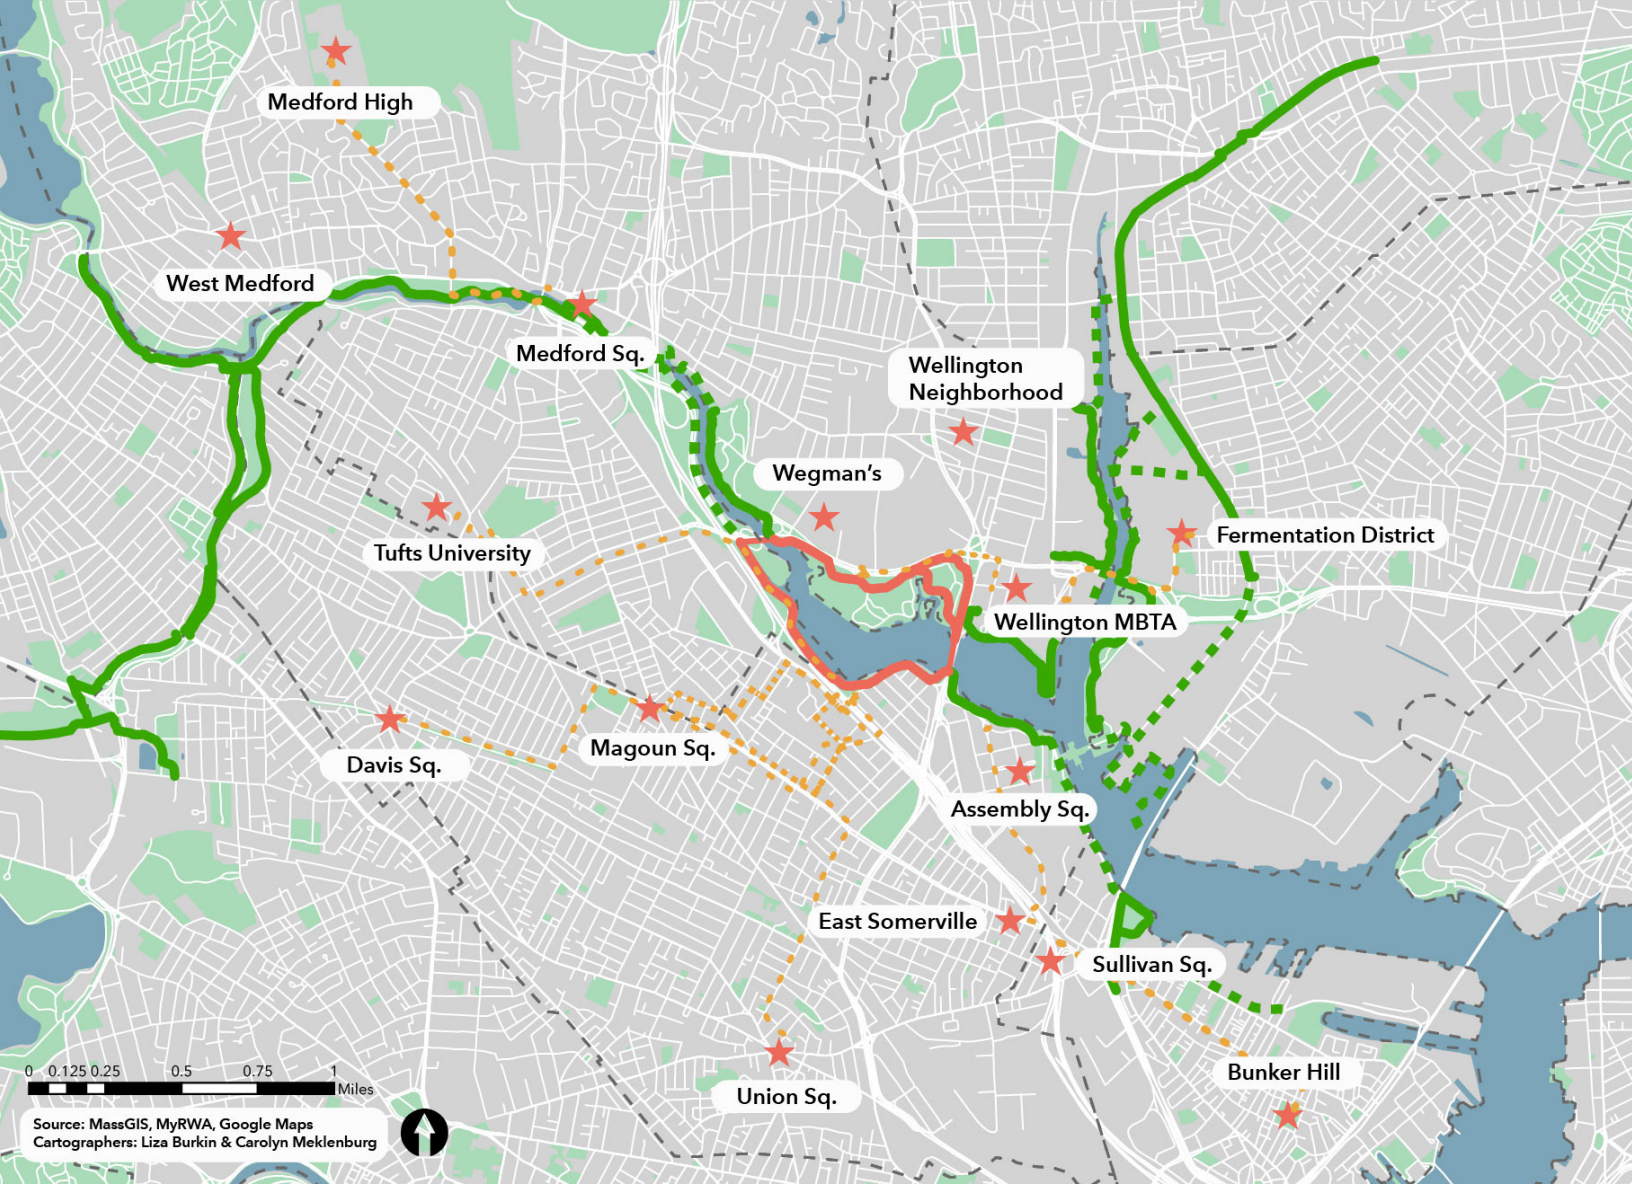 Medford High
West Medford
Medford Sq.
Wellington
Neighborhood
Wegman's
Fermentation District
Tufts University
Wellington MBTA
Magoun Sq.
Davis Sq.
Assembly Sq.
East Somerville
Sullivan Sq.
Bunker Hill
Union Sq.
0 0.125 0.25 0.5 0.75 1
Miles
Source: MassGIS, MyRWA, Google Maps
Cartographers: Liza Burkin & Carolyn Meklenburg